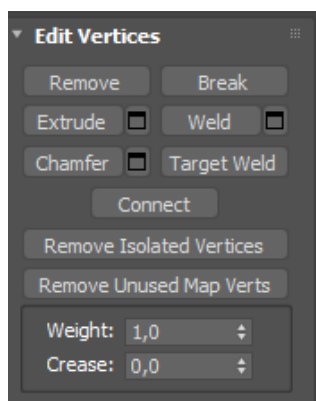 Edit Vertices
Remove Break
Extrude Weld
Chamfer Target Weld
Connect
Remove Isolated Vertices
Remove Unused Map Verts
Weight: 1,0
Crease: 0,0